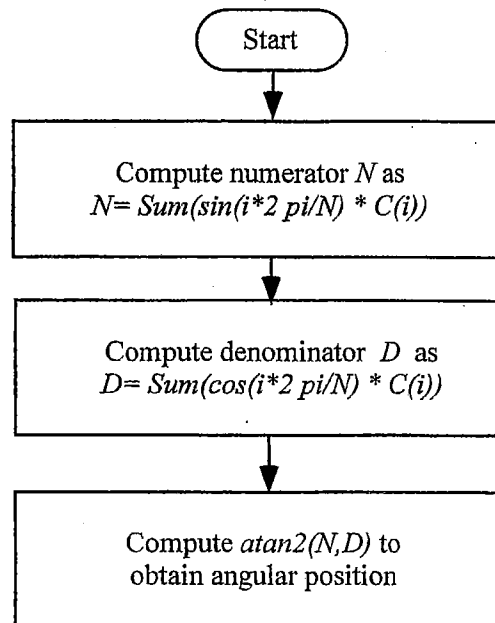 Start
Compute numerator N as
N= Sum(sin(i*2 pi/N) * C(i))
Compute denominator D as
D= Sum(cos(i*2 pi/N) * C(i))
Compute atan2(N,D) to
obtain angular position